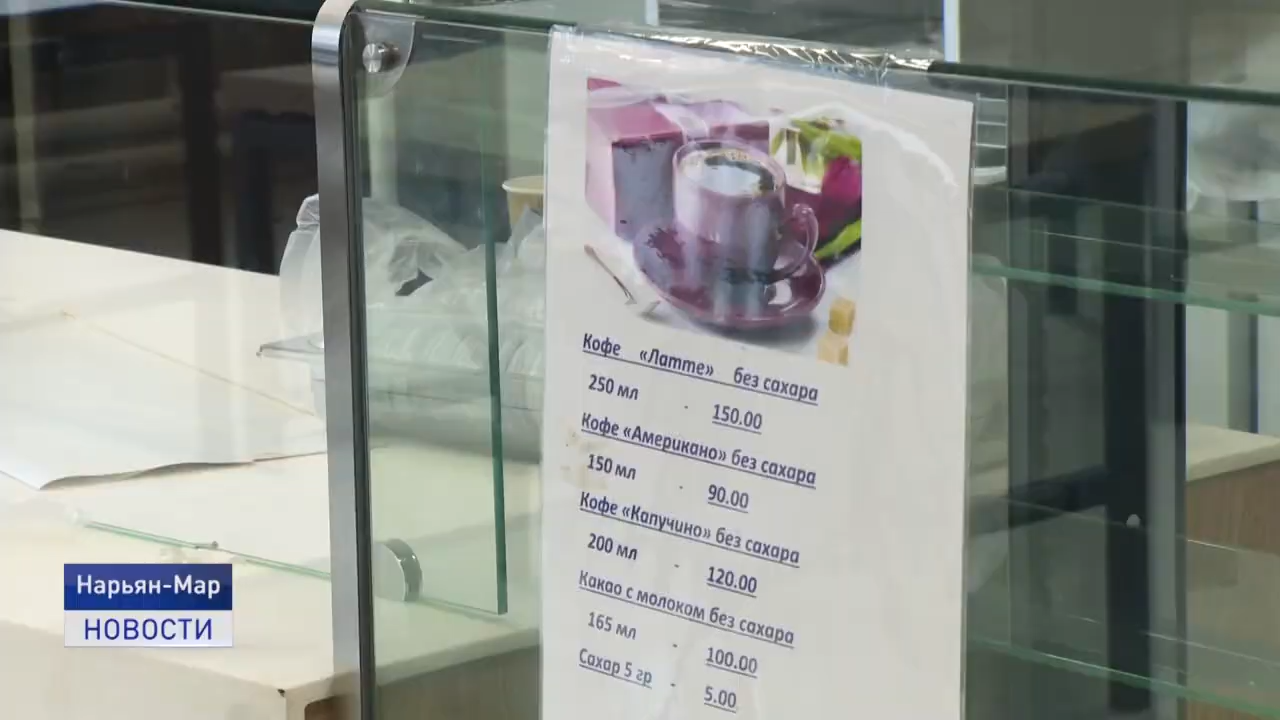 Кофе «Латте» без сахара
250 мл - 150.00
Кофе «Американо» без сахара
150 мл - 90.00
Кофе «Капучино» без сахара
200 мл - 120.00
Какао с молоком без сахара
165 мл - 100.00
Сахар 5 гр - 5.00
Нарьян-Мар
НОВОСТИ